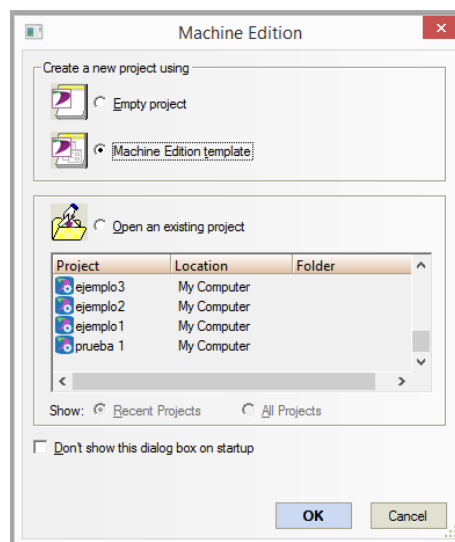 Machine Edition
Create a new project using
Empty project
Machine Edition template
Open an existing project
Project Location Folder
ejemplo3 My Computer
ejemplo2 My Computer
ejemplo1 My Computer
prueba 1 My Computer
Show: Recent Projects All Projects
Don't show this dialog box on startup
OK Cancel